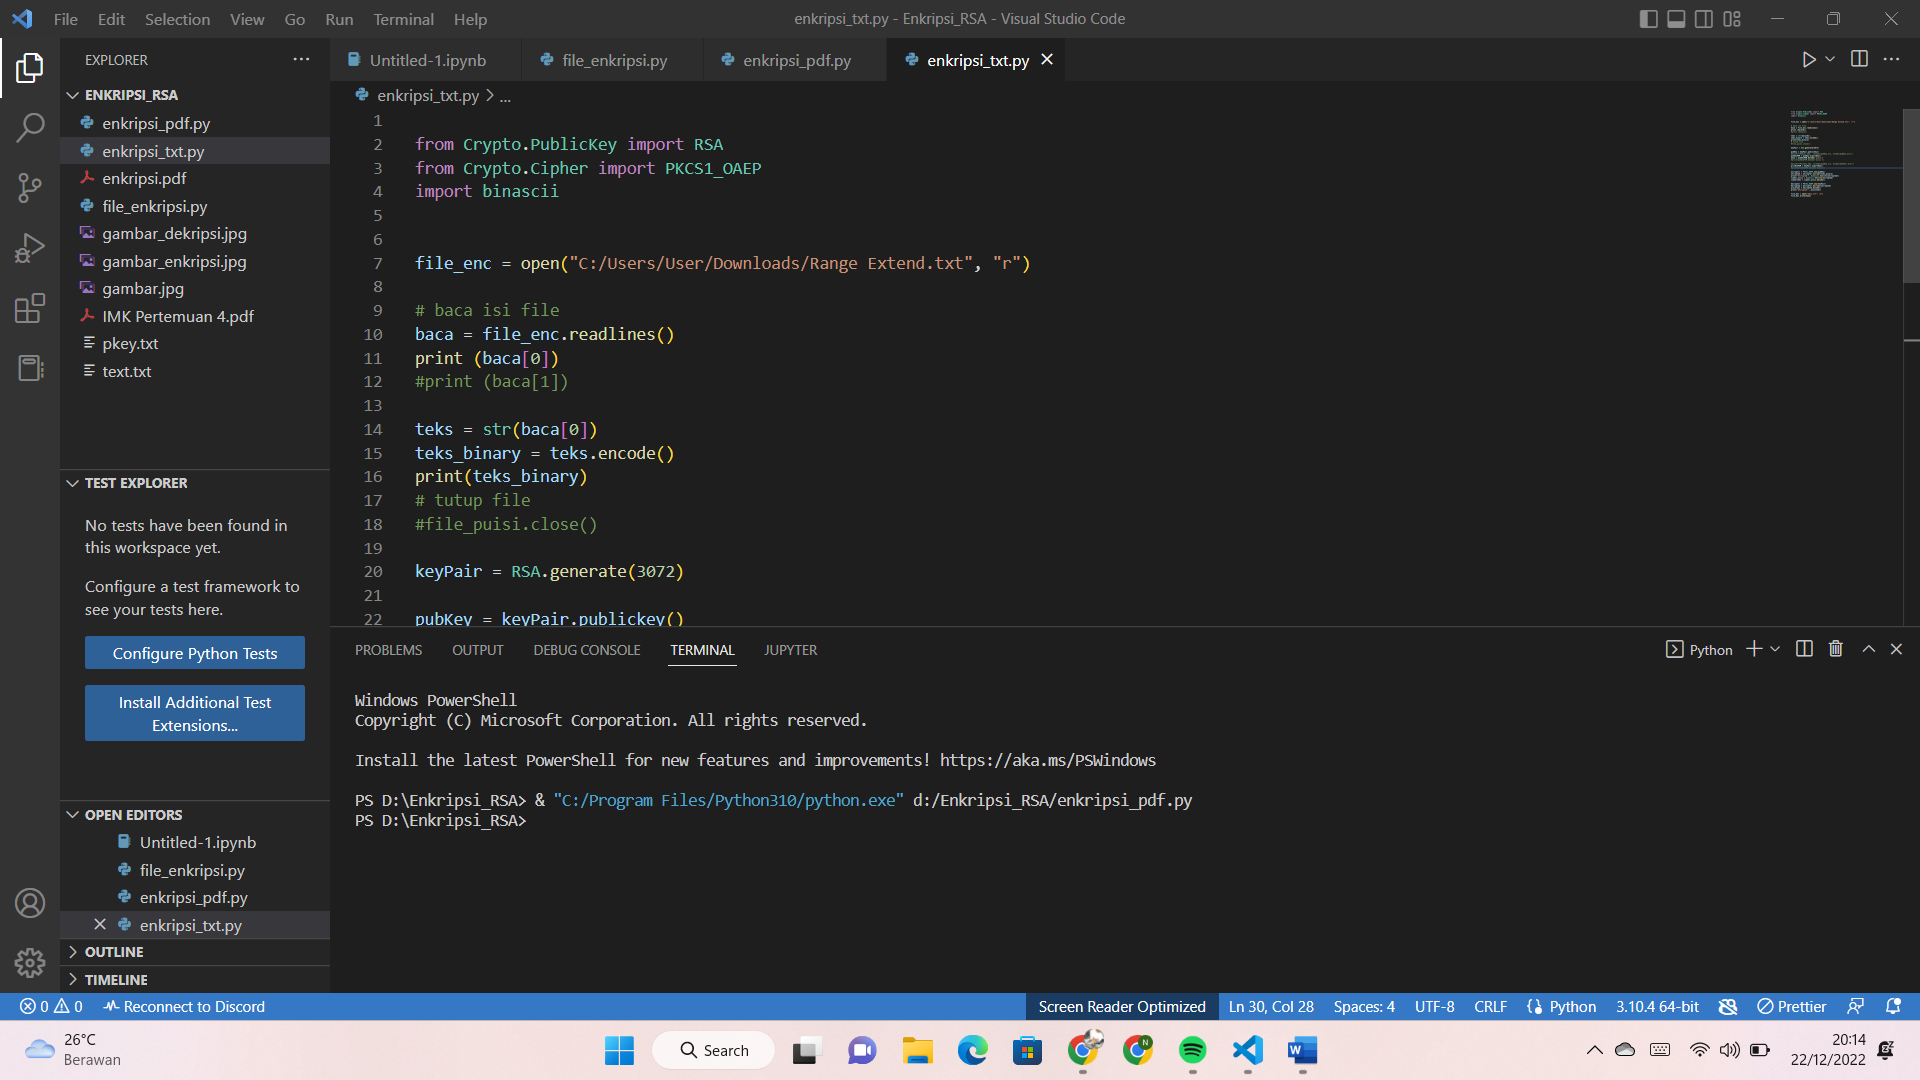 File Edit Selection View Go Run Terminal Help
enkripsi_txt.py - Enkripsi_RSA - Visual Studio Code
EXPLORER
ENKRIPSI_RSA
enkripsi_pdf.py
enkripsi_txt.py
enkripsi.pdf
file_enkripsi.py
gambar_dekripsi.jpg
gambar_enkripsi.jpg
gambar.jpg
IMK Pertemuan 4.pdf
pkey.txt
text.txt
TEST EXPLORER
No tests have been found in
this workspace yet.
Configure a test framework to
see your tests here.
Configure Python Tests
Install Additional Test
Extensions...
OPEN EDITORS
Untitled-1.ipynb
file_enkripsi.py
enkripsi_pdf.py
enkripsi_txt.py
OUTLINE
TIMELINE
Untitled-1.ipynb file_enkripsi.py enkripsi_pdf.py enkripsi_txt.py
enkripsi_txt.py > ...
1
2 from Crypto.PublicKey import RSA
3 from Crypto.Cipher import PKCS1_OAEP
4 import binascii
5
6
7 file_enc = open("C:/Users/User/Downloads/Range Extend.txt", "r")
8
9 # baca isi file
10 baca = file_enc.readlines()
11 print (baca[0])
12 #print (baca[1])
13
14 teks = str(baca[0])
15 teks_binary = teks.encode()
16 print(teks_binary)
17 # tutup file
18 #file_puisi.close()
19
20 keyPair = RSA.generate(3072)
21
22 pubKey = keyPair.publickey()
PROBLEMS OUTPUT DEBUG CONSOLE TERMINAL JUPYTER
Python
Windows PowerShell
Copyright (C) Microsoft Corporation. All rights reserved.
Install the latest PowerShell for new features and improvements! https://aka.ms/PSWindows
PS D:\Enkripsi_RSA> & "C:/Program Files/Python310/python.exe" d:/Enkripsi_RSA/enkripsi_pdf.py
PS D:\Enkripsi_RSA>
0 0 Reconnect to Discord
Screen Reader Optimized Ln 30, Col 28 Spaces: 4 UTF-8 CRLF Python 3.10.4 64-bit Prettier
26°C
Berawan
Search
20:14
22/12/2022